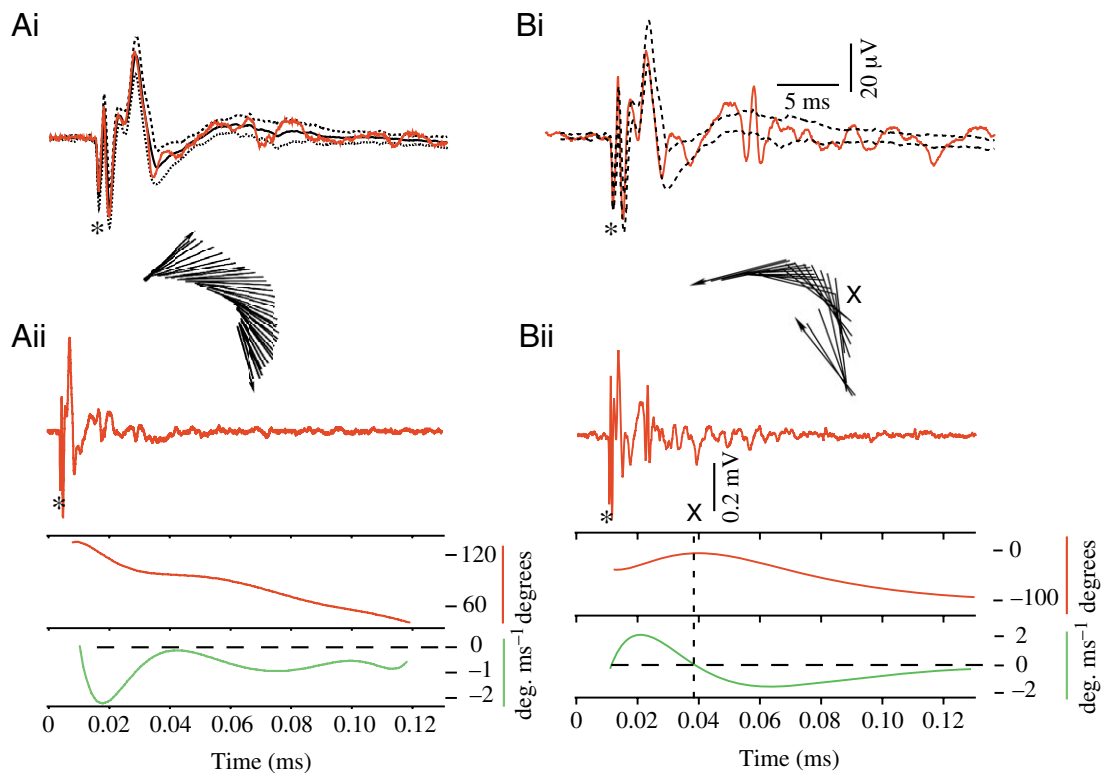 Ai
Bi
5 ms
20 µV
*
*
X
Aii
Bii
*
*
0.2 mV
X
120
60
degrees
0
−100
degrees
0
−1
−2
deg. ms⁻¹
2
0
−2
deg. ms⁻¹
0 0.02 0.04 0.06 0.08 0.10 0.12
Time (ms)
0 0.02 0.04 0.06 0.08 0.10 0.12
Time (ms)